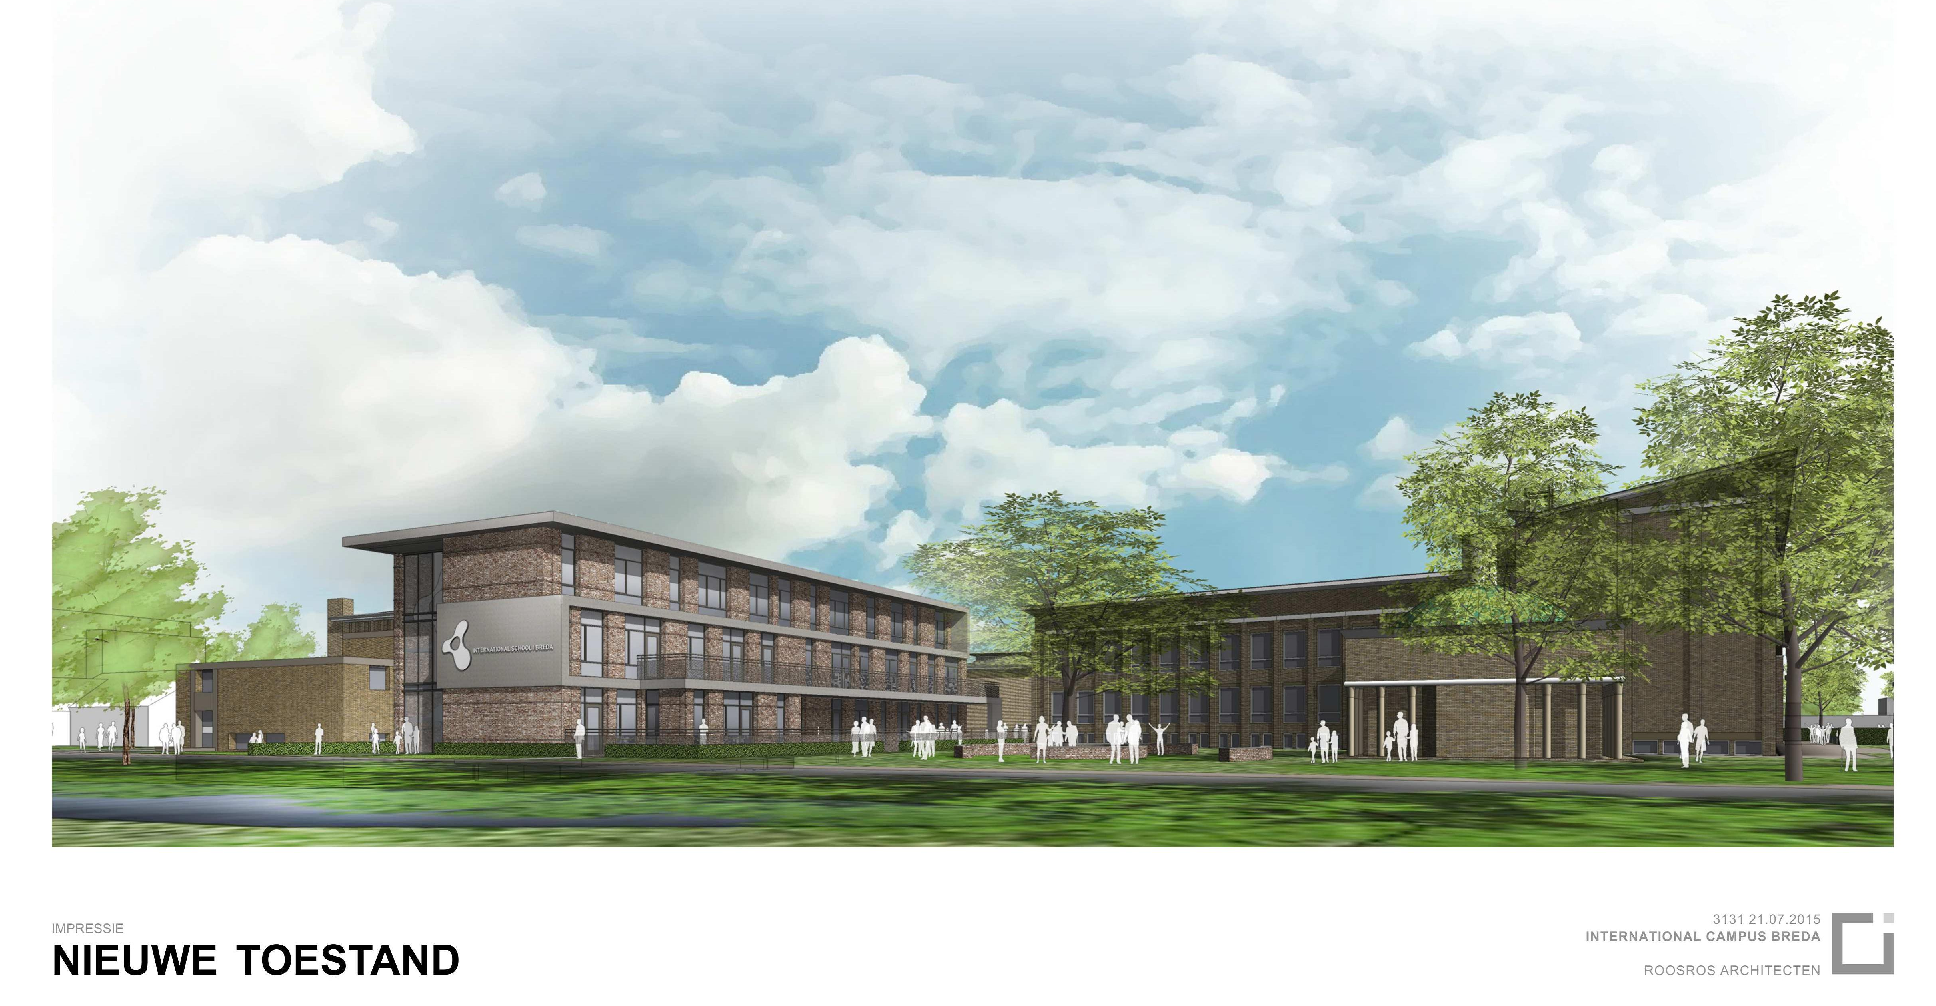 INTERNATIONAL SCHOOL BREDA
IMPRESSIE
NIEUWE TOESTAND
3131 21.07.2015
INTERNATIONAL CAMPUS BREDA
ROOSROS ARCHITECTEN